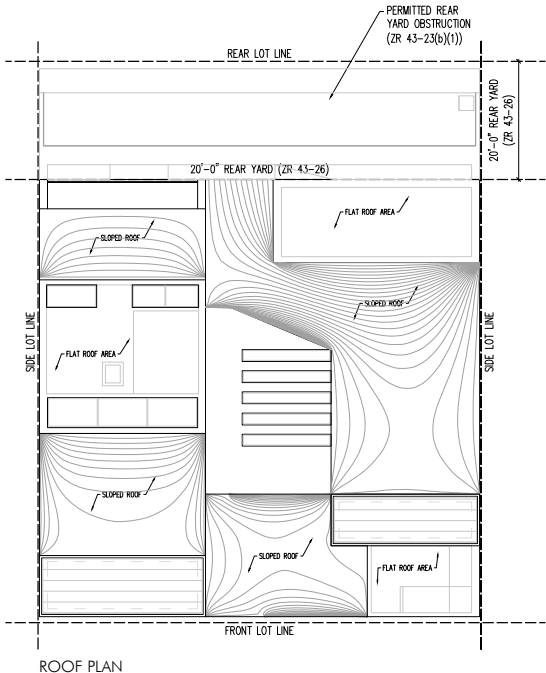 PERMITTED REAR
YARD OBSTRUCTION
(ZR 43-23(b)(1))
REAR LOT LINE
20'-0" REAR YARD
(ZR 43-26)
20'-0" REAR YARD (ZR 43-26)
FLAT ROOF AREA
SLOPED ROOF
SLOPED ROOF
SIDE LOT LINE
SIDE LOT LINE
FLAT ROOF AREA
SLOPED ROOF
SLOPED ROOF
FLAT ROOF AREA
FRONT LOT LINE
ROOF PLAN